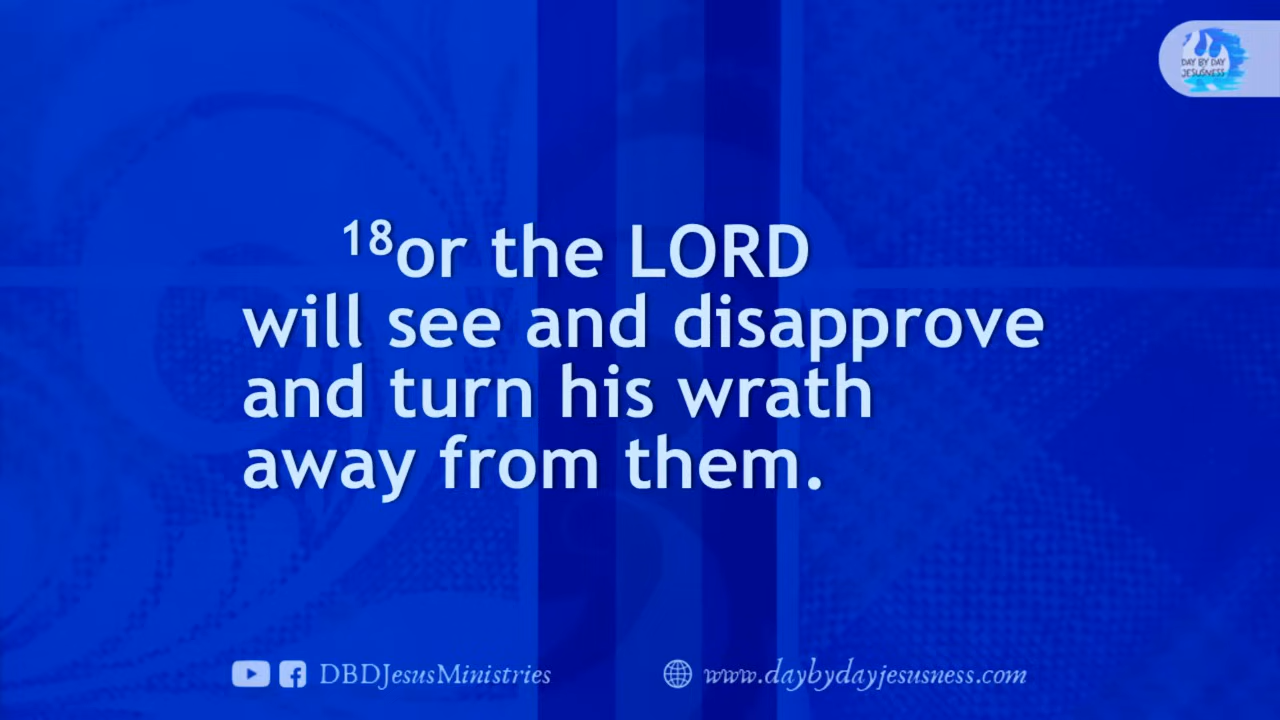 DAY BY DAY
JESUSNESS
18or the LORD
will see and disapprove
and turn his wrath
away from them.
DBDJesusMinistries
www.daybydayjesusness.com